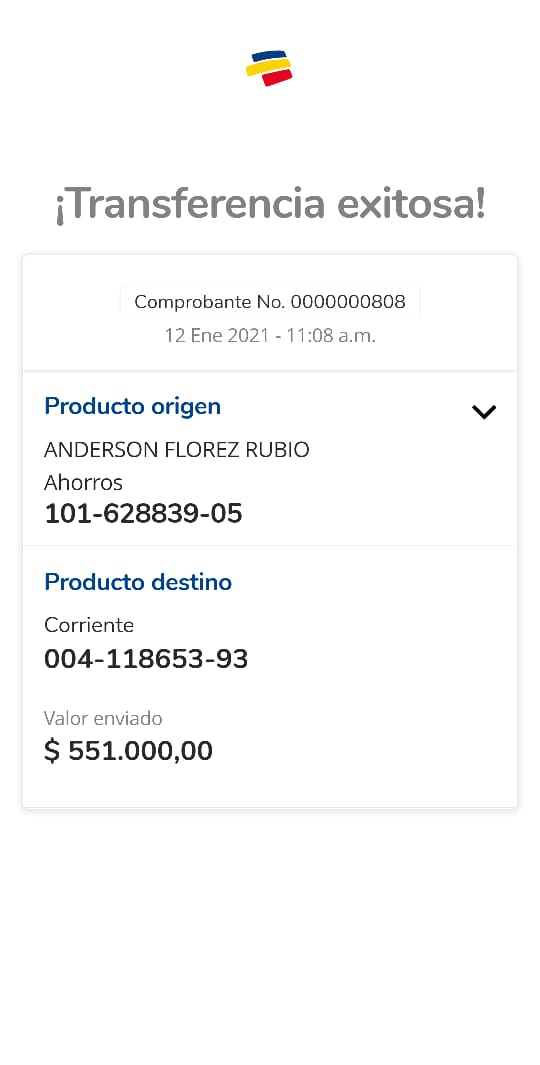 ¡Transferencia exitosa!
Comprobante No. 0000000808
12 Ene 2021 - 11:08 a.m.
Producto origen
ANDERSON FLOREZ RUBIO
Ahorros
101-628839-05
Producto destino
Corriente
004-118653-93
Valor enviado
$ 551.000,00